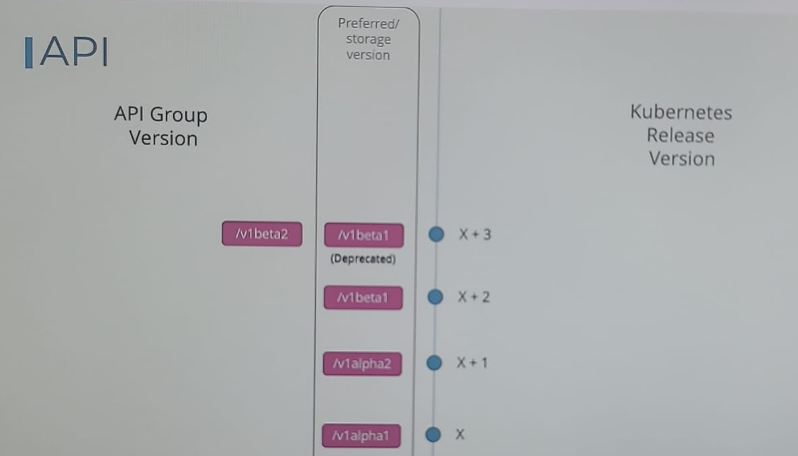 API
Preferred/
storage
version
API Group
Version
Kubernetes
Release
Version
/v1beta2
/v1beta1
X + 3
(Deprecated)
/v1beta1
X + 2
/v1alpha2
X + 1
/v1alpha1
X